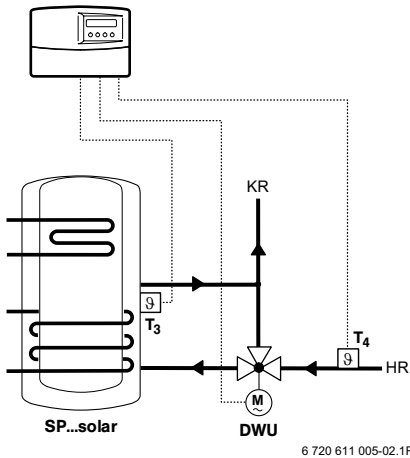 KR
ϑ
T3
ϑ
T4
HR
M
~
SP...solar
DWU
6 720 611 005-02.1R